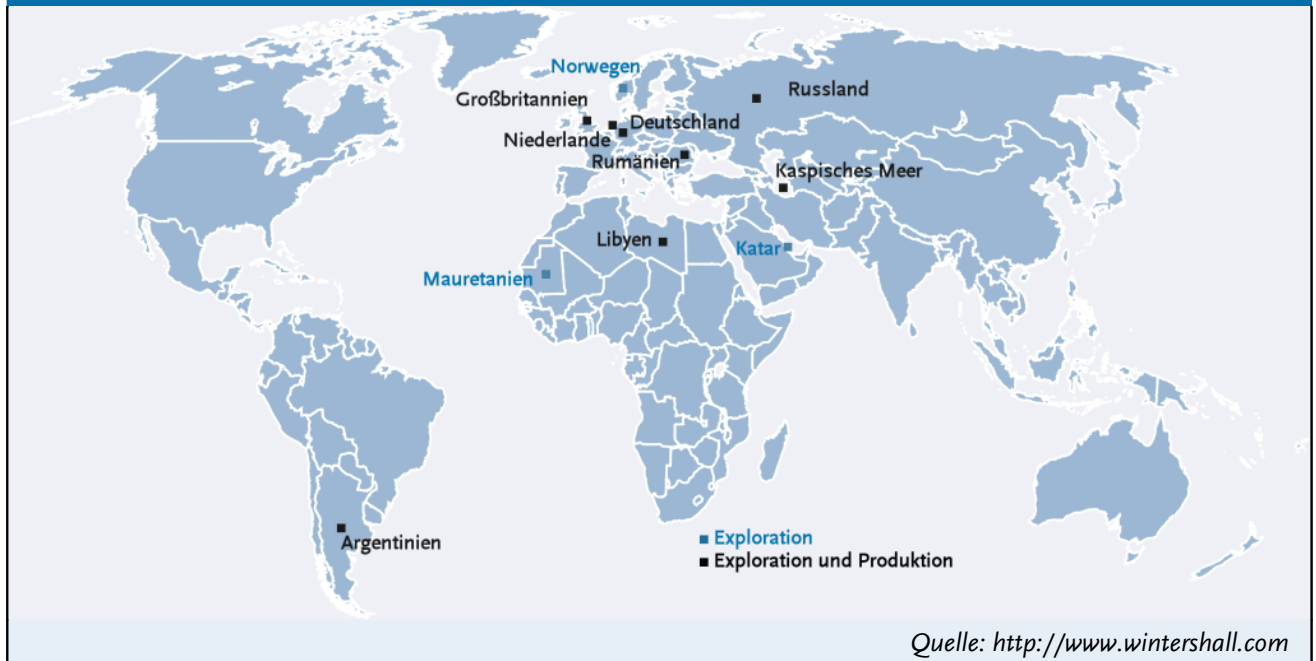 Norwegen
Russland
Großbritannien
Deutschland
Niederlande
Rumänien
Kaspisches Meer
Libyen
Katar
Mauretanien
Exploration
Argentinien
Exploration und Produktion
Quelle: http://www.wintershall.com